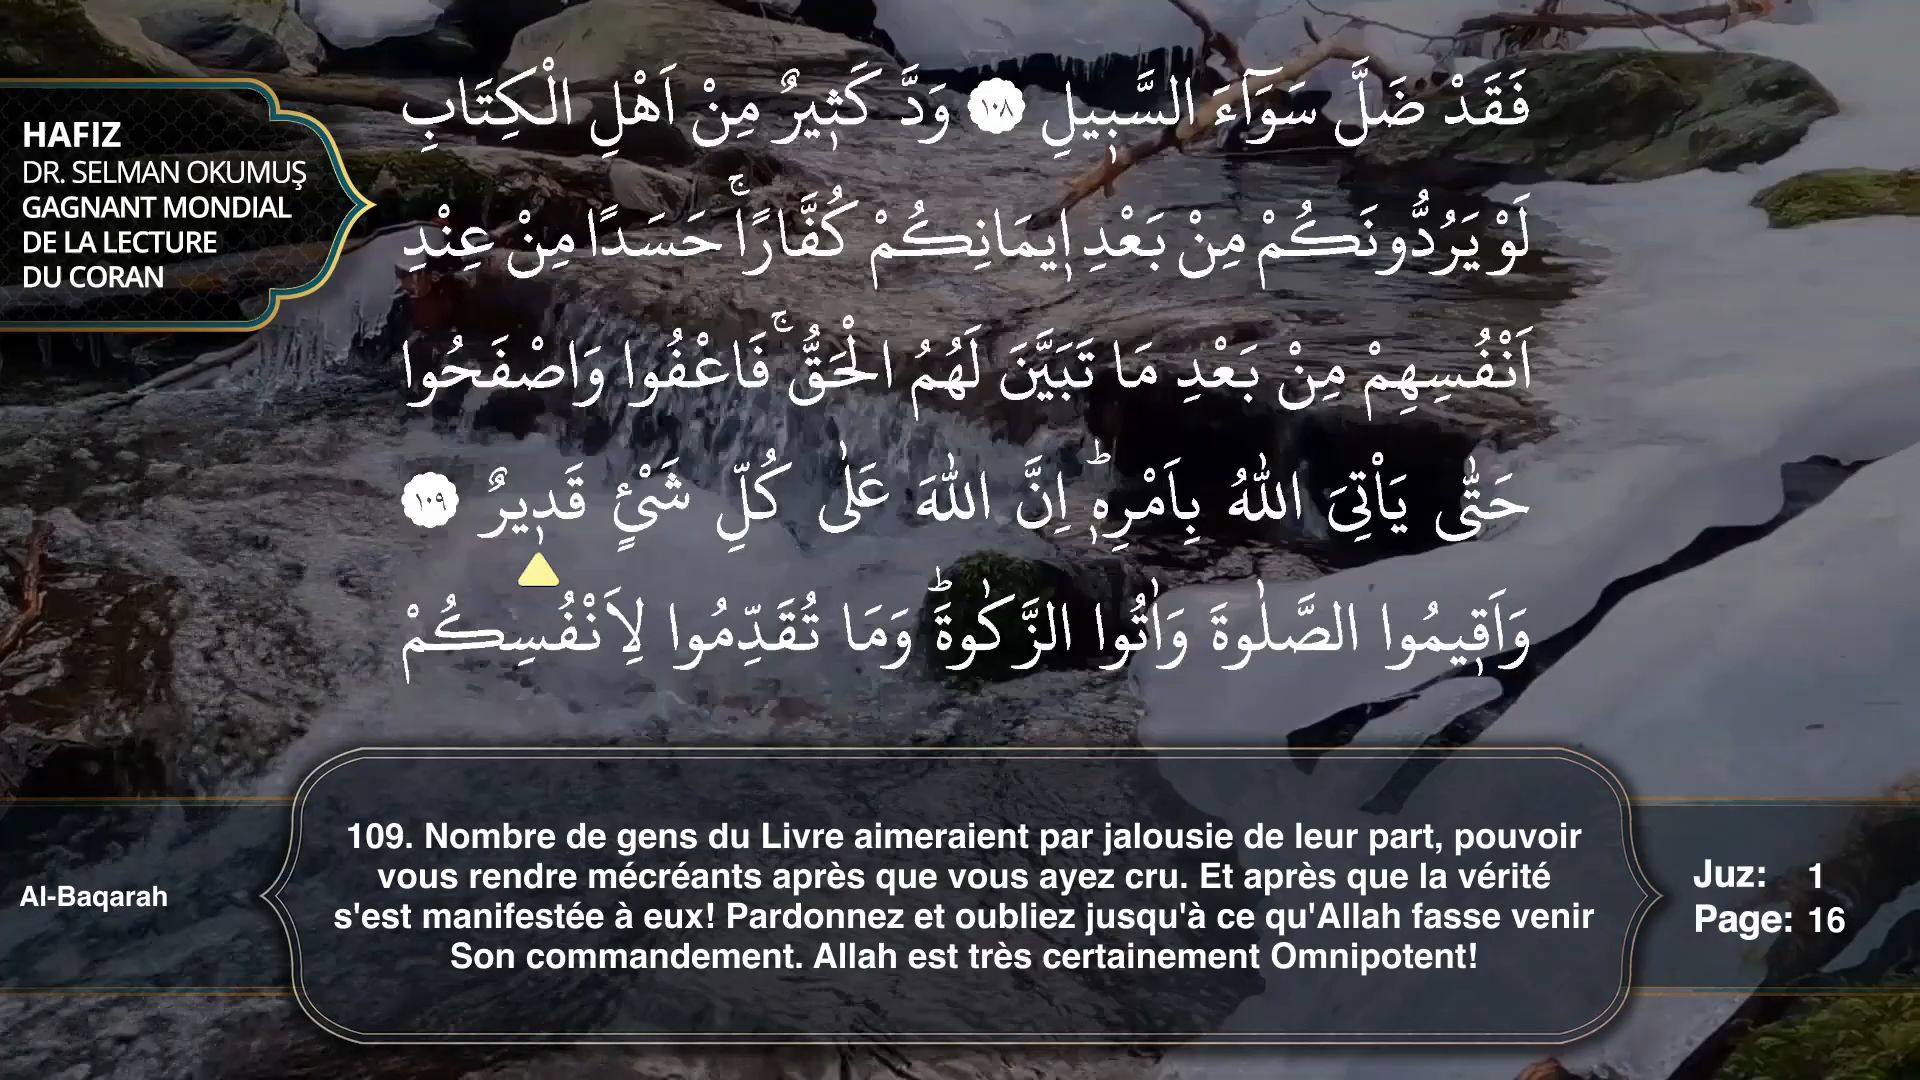 فَقَدْ ضَلَّ سَوَٓاءَ السَّب۪يلِ ﴿١٠٨﴾ وَدَّ كَث۪يرٌ مِنْ اَهْلِ الْكِتَابِ
لَوْ يَرُدُّونَكُمْ مِنْ بَعْدِ ا۪يمَانِكُمْ كُفَّارًاۚ حَسَدًا مِنْ عِنْدِ
اَنْفُسِهِمْ مِنْ بَعْدِ مَا تَبَيَّنَ لَهُمُ الْحَقُّۚ فَاعْفُوا وَاصْفَحُوا
حَتّٰى يَأْتِيَ اللّٰهُ بِاَمْرِه۪ۜ اِنَّ اللّٰهَ عَلٰى كُلِّ شَيْءٍ قَد۪يرٌ ﴿١٠٩﴾
وَاَق۪يمُوا الصَّلٰوةَ وَاٰتُوا الزَّكٰوةَۜ وَمَا تُقَدِّمُوا لِاَنْفُسِكُمْ
HAFIZ
DR. SELMAN OKUMUŞ
GAGNANT MONDIAL
DE LA LECTURE
DU CORAN
109. Nombre de gens du Livre aimeraient par jalousie de leur part, pouvoir
vous rendre mécréants après que vous ayez cru. Et après que la vérité
s'est manifestée à eux! Pardonnez et oubliez jusqu'à ce qu'Allah fasse venir
Son commandement. Allah est très certainement Omnipotent!
Al-Baqarah
Juz: 1
Page: 16